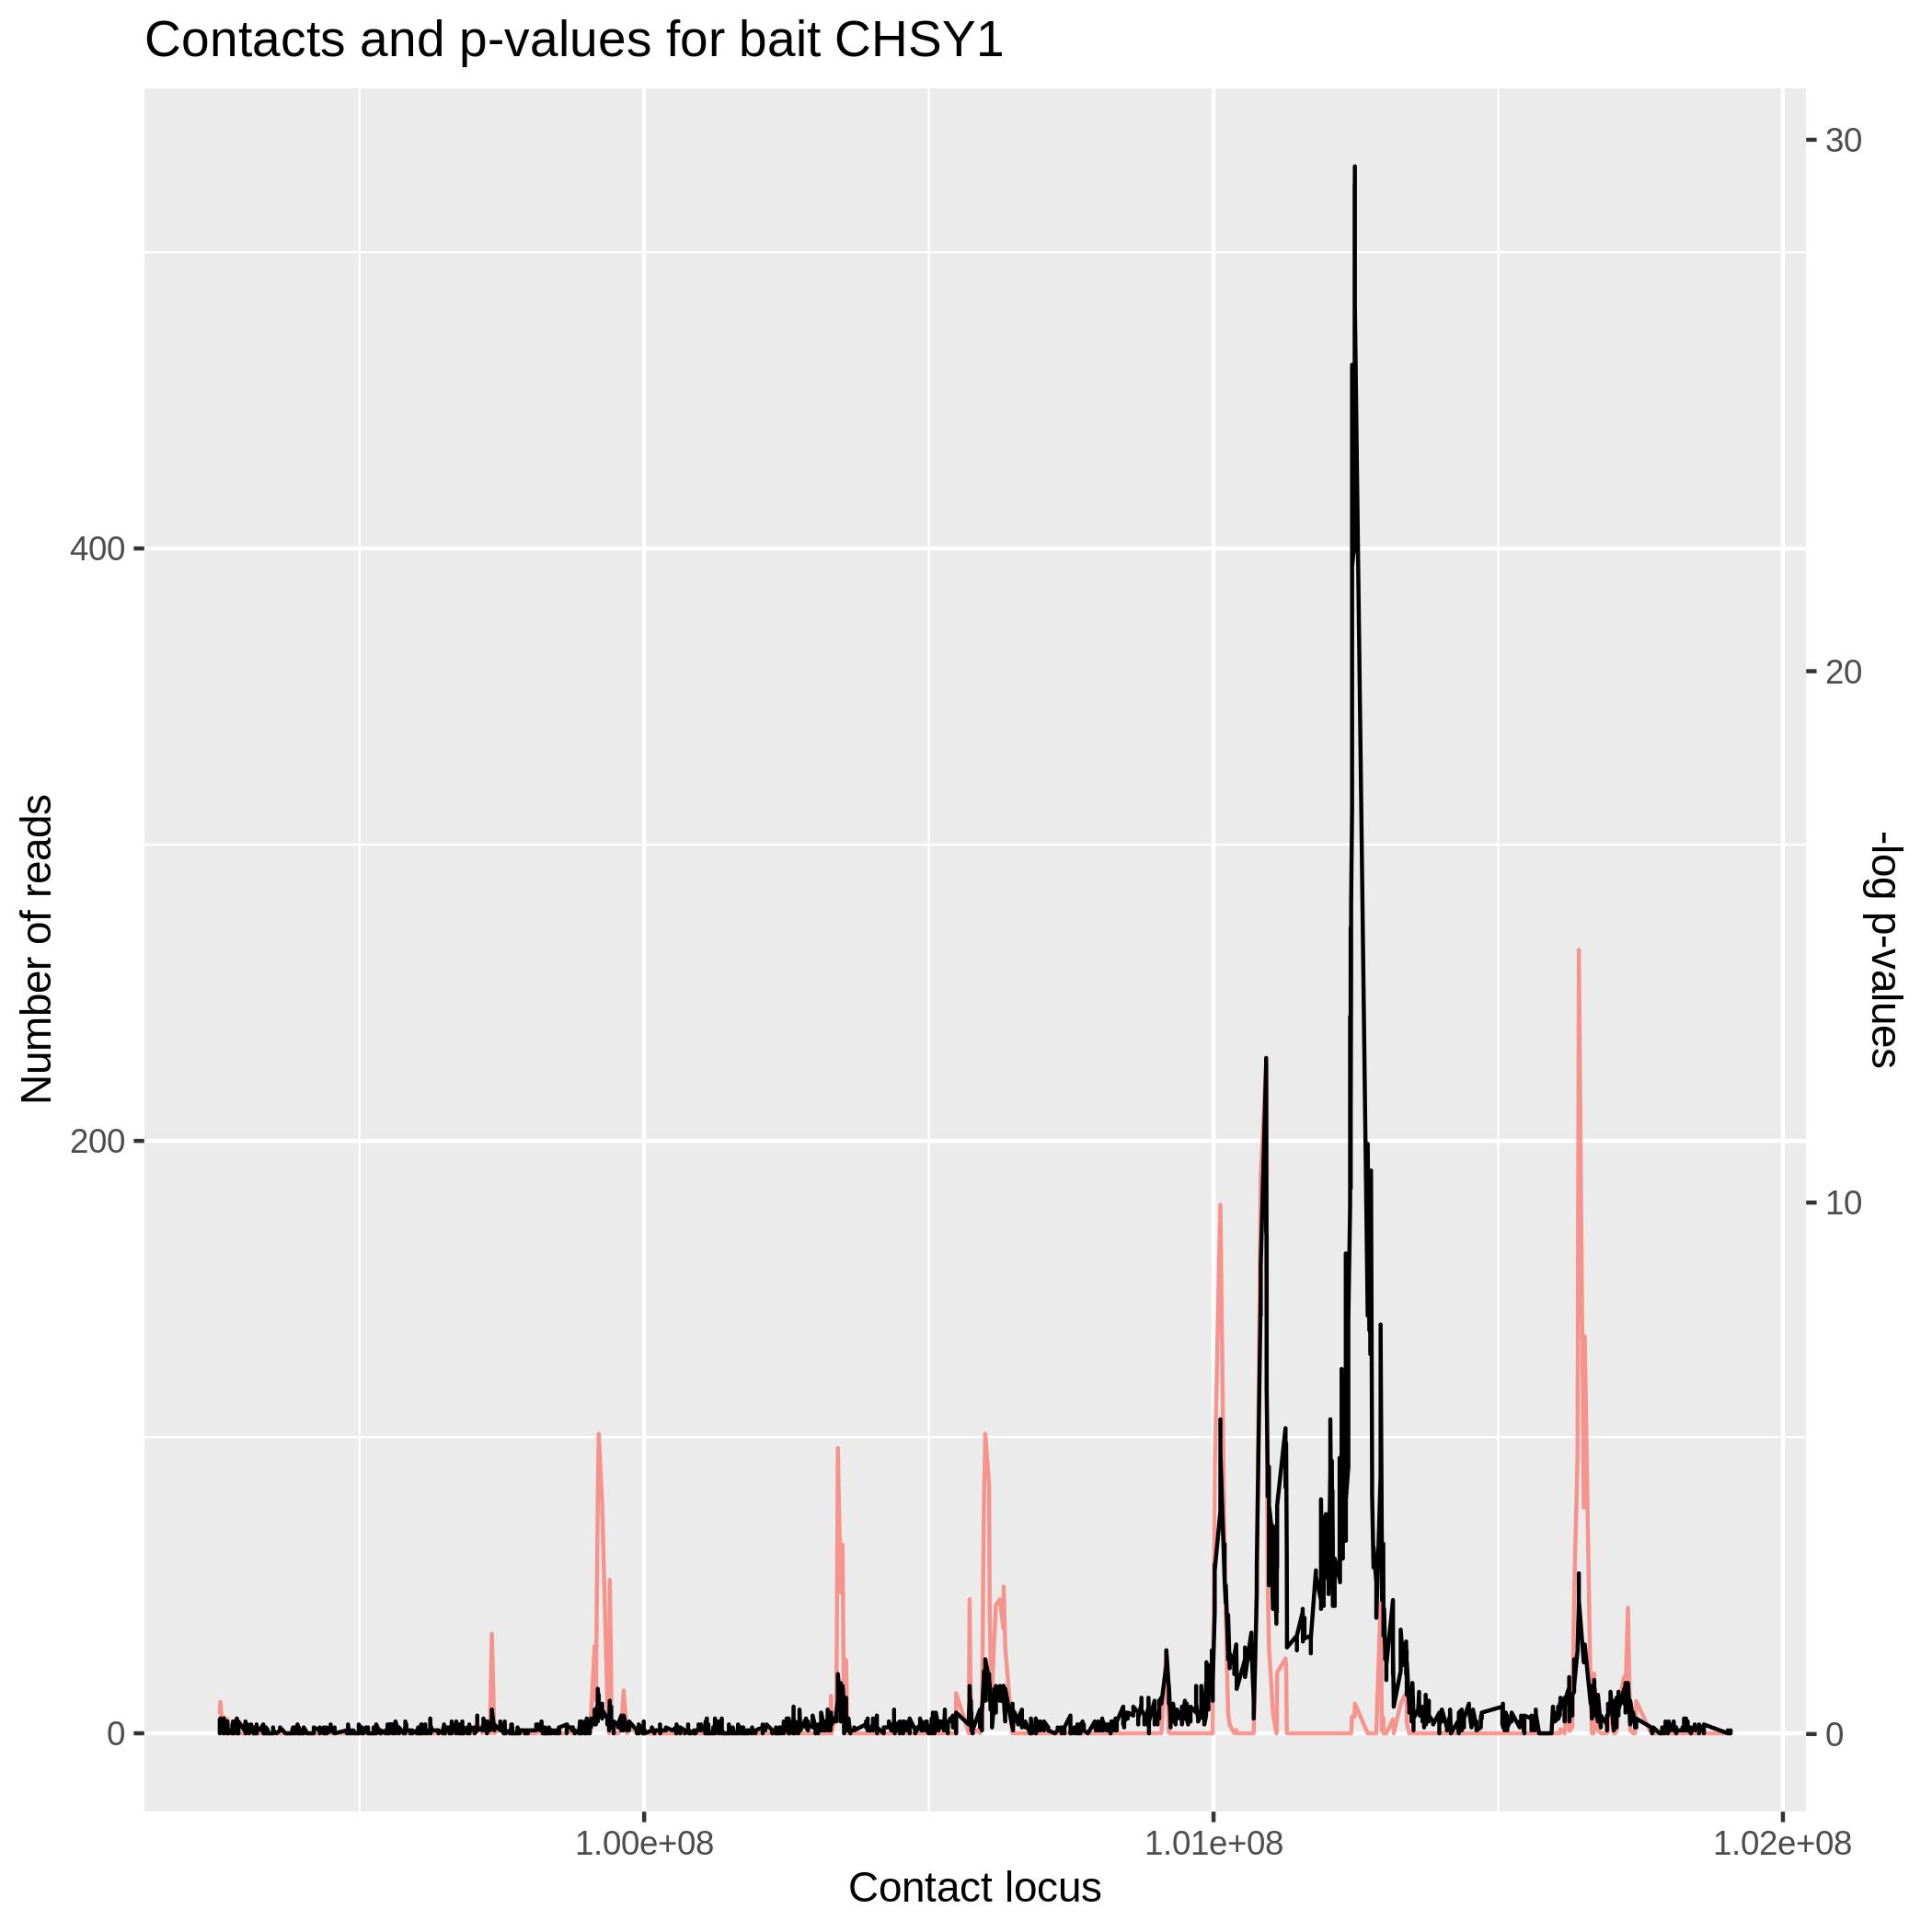 Contacts and p-values for bait CHSY1
30
400
20
Number of reads
-log p-values
200
10
0
0
1.00e+08
1.01e+08
1.02e+08
Contact locus